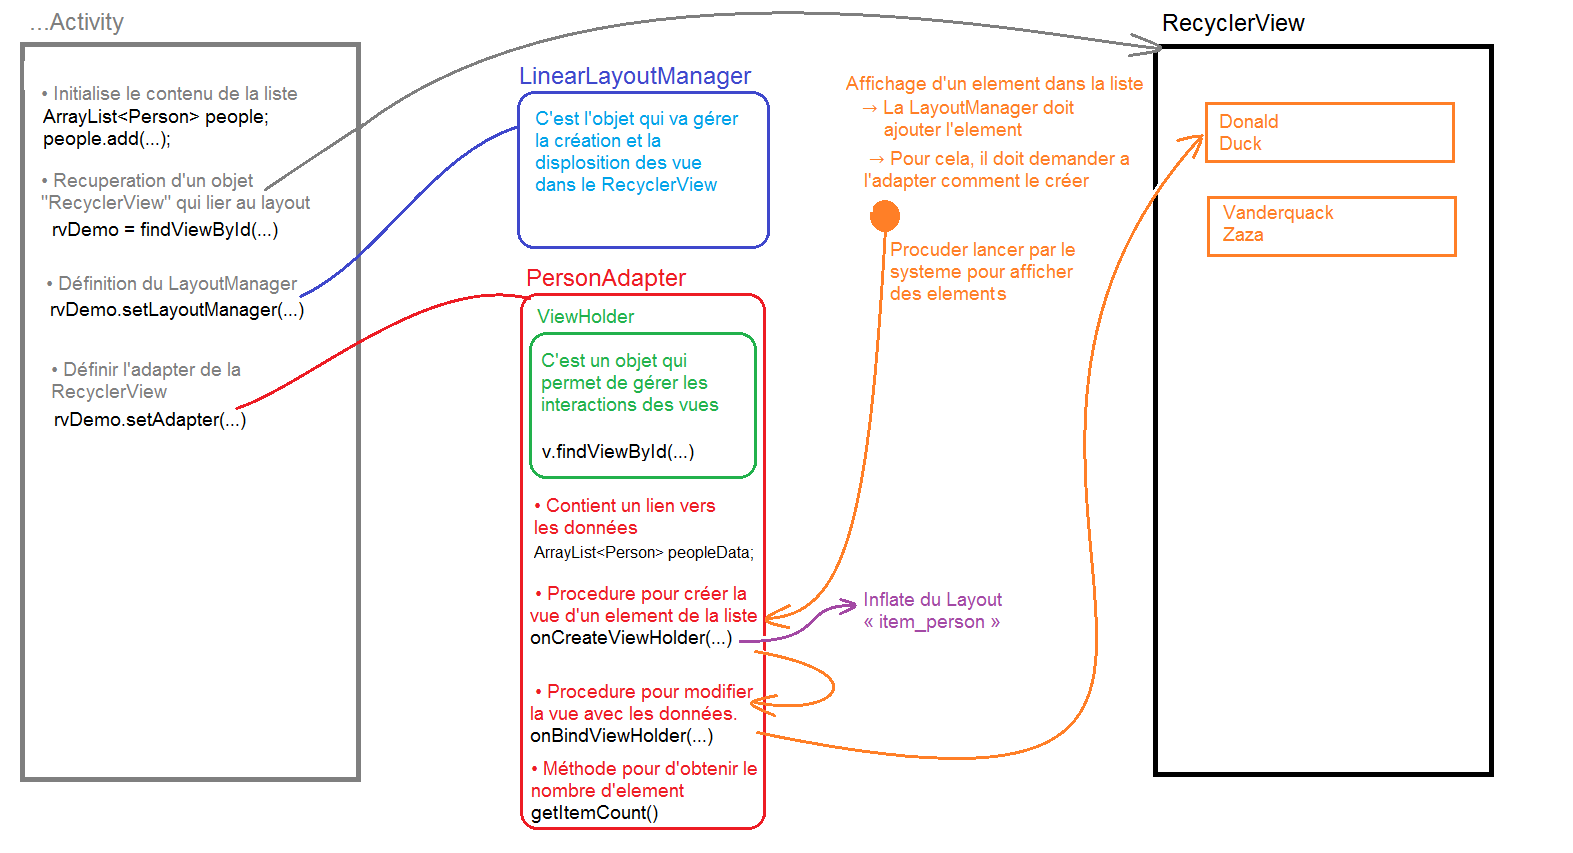 ...Activity
• Initialise le contenu de la liste
ArrayList<Person> people;
people.add(...);
• Recuperation d'un objet
"RecyclerView" qui lier au layout
rvDemo = findViewById(...)
• Définition du LayoutManager
rvDemo.setLayoutManager(...)
• Définir l'adapter de la
RecyclerView
rvDemo.setAdapter(...)
LinearLayoutManager
C'est l'objet qui va gérer
la création et la
displosition des vue
dans le RecyclerView
PersonAdapter
ViewHolder
C'est un objet qui
permet de gérer les
interactions des vues
v.findViewById(...)
• Contient un lien vers
les données
ArrayList<Person> peopleData;
• Procedure pour créer la
vue d'un element de la liste
onCreateViewHolder(...)
• Procedure pour modifier
la vue avec les données.
onBindViewHolder(...)
• Méthode pour d'obtenir le
nombre d'element
getItemCount()
Affichage d'un element dans la liste
→ La LayoutManager doit
ajouter l'element
→ Pour cela, il doit demander a
l'adapter comment le créer
Procuder lancer par le
systeme pour afficher
des elements
Inflate du Layout
« item_person »
RecyclerView
Donald
Duck
Vanderquack
Zaza